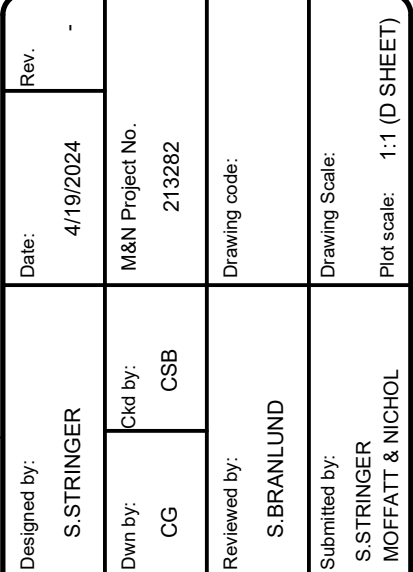 Designed by:
S.STRINGER
Date:
4/19/2024
Rev.
-
Dwn by:
CG
Ckd by:
CSB
M&N Project No.
213282
Reviewed by:
S.BRANLUND
Drawing code:
Submitted by:
S.STRINGER
MOFFATT & NICHOL
Drawing Scale:
Plot scale: 1:1 (D SHEET)